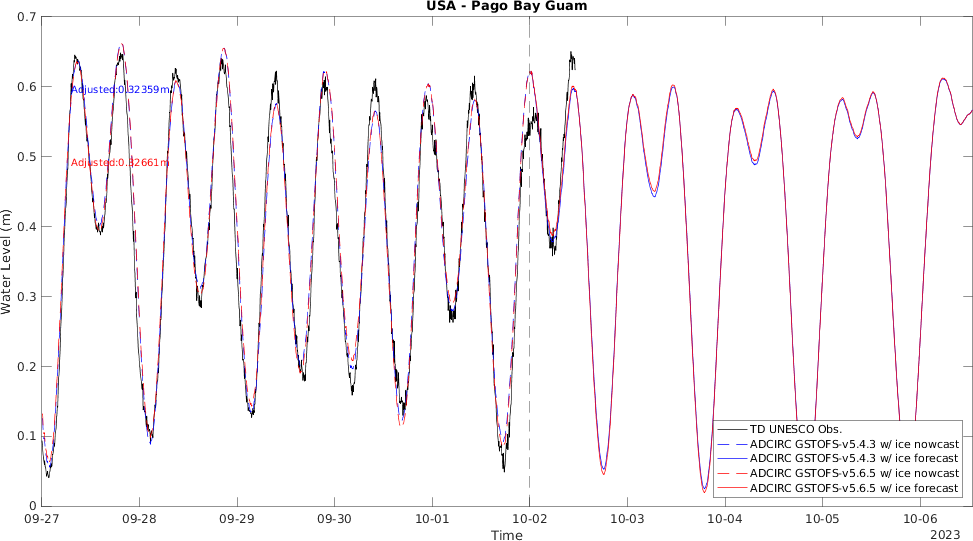 USA - Pago Bay Guam
0.7
0.6
0.5
0.4
0.3
0.2
0.1
0
Water Level (m)
Adjusted:0.32359m
Adjusted:0.32661m
TD UNESCO Obs.
ADCIRC GSTOFS-v5.4.3 w/ ice nowcast
ADCIRC GSTOFS-v5.4.3 w/ ice forecast
ADCIRC GSTOFS-v5.6.5 w/ ice nowcast
ADCIRC GSTOFS-v5.6.5 w/ ice forecast
09-27 09-28 09-29 09-30 10-01 10-02 10-03 10-04 10-05 10-06
Time
2023